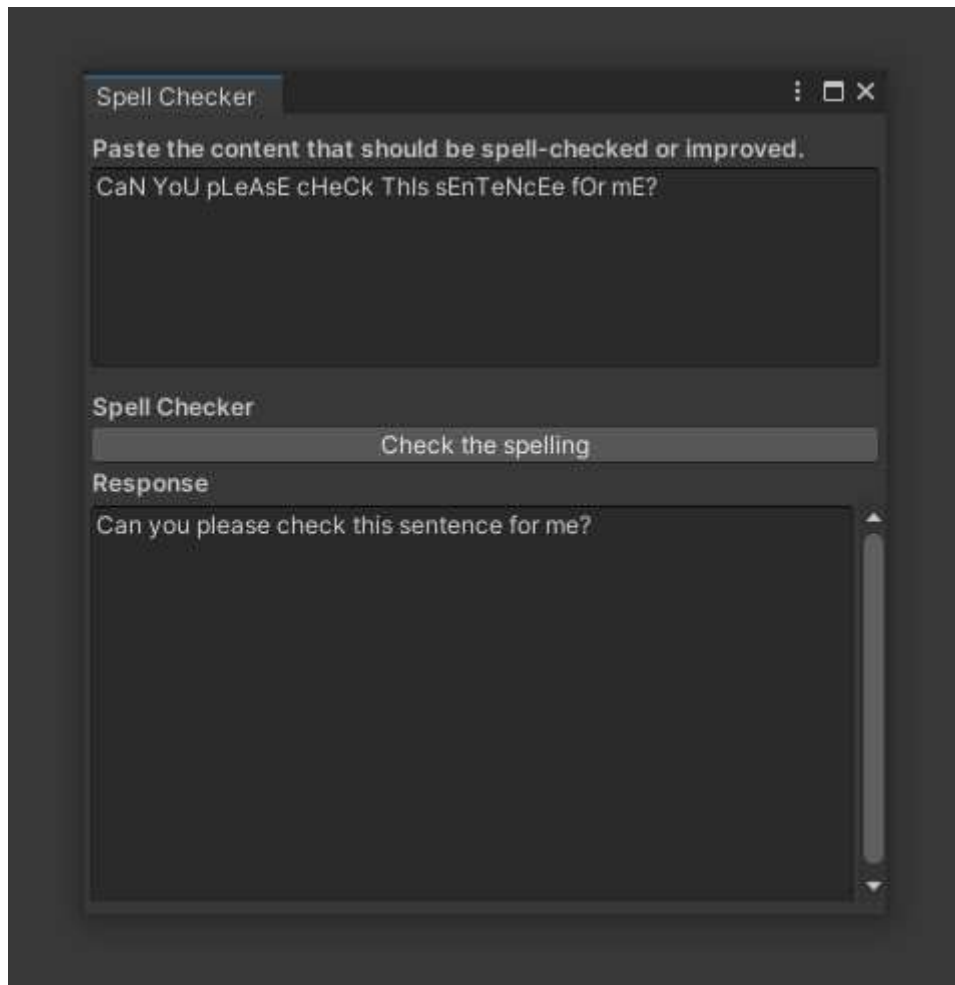 Spell Checker
Paste the content that should be spell-checked or improved.
CaN YoU pLeAsE cHeCk ThIs sEnTeNcEe fOr mE?
Spell Checker
Check the spelling
Response
Can you please check this sentence for me?